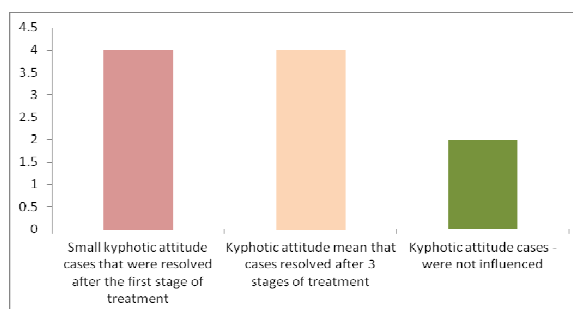 4.5
4
3.5
3
2.5
2
1.5
1
0.5
0
Small kyphotic attitude
cases that were resolved
after the first stage of
treatment
Kyphotic attitude mean that
cases resolved after 3
stages of treatment
Kyphotic attitude cases -
were not influenced